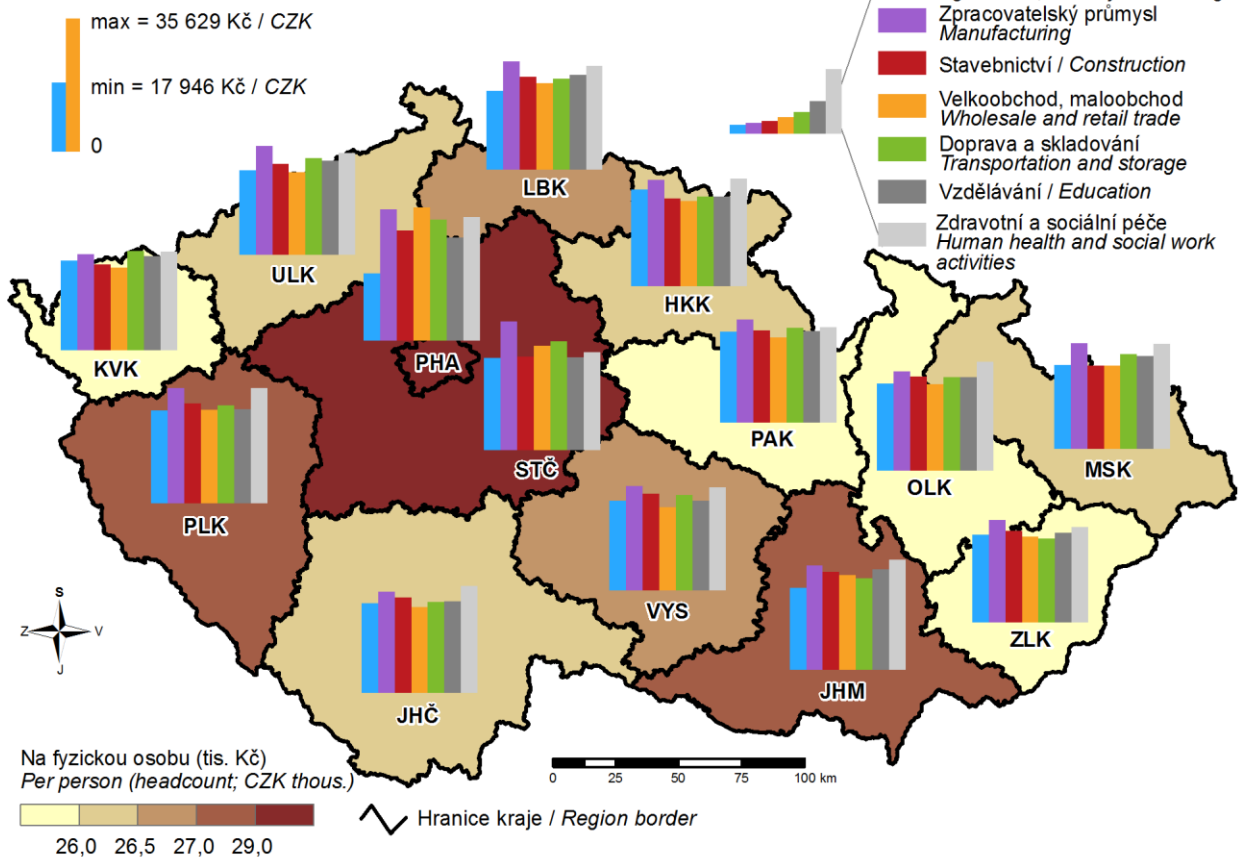 max = 35 629 Kč / CZK
min = 17 946 Kč / CZK
0
Zpracovatelský průmysl
Manufacturing
Stavebnictví / Construction
Velkoobchod, maloobchod
Wholesale and retail trade
Doprava a skladování
Transportation and storage
Vzdělávání / Education
Zdravotní a sociální péče
Human health and social work
activities
LBK
ULK
HKK
KVK
PHA
PAK
STČ
MSK
OLK
PLK
VYS
ZLK
JHM
JHČ
S
Z V
J
Na fyzickou osobu (tis. Kč)
Per person (headcount; CZK thous.)
26,0 26,5 27,0 29,0
Hranice kraje / Region border
0 25 50 75 100 km